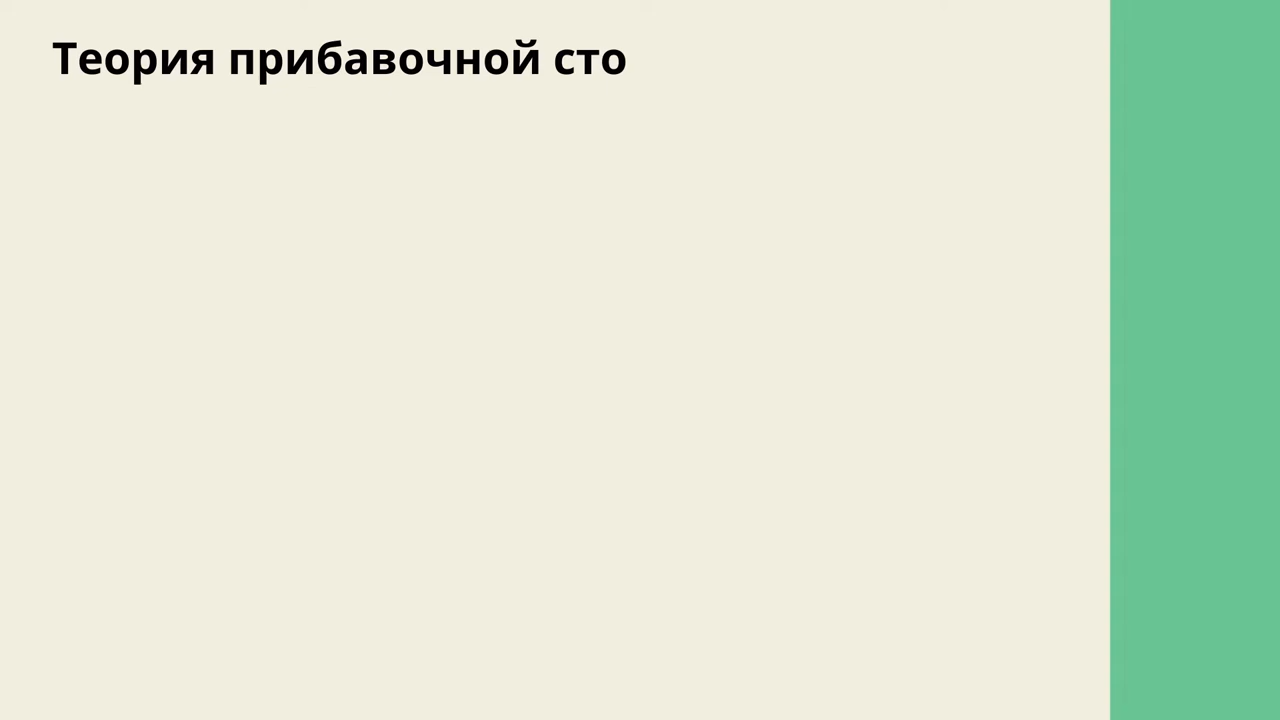 Теория прибавочной сто